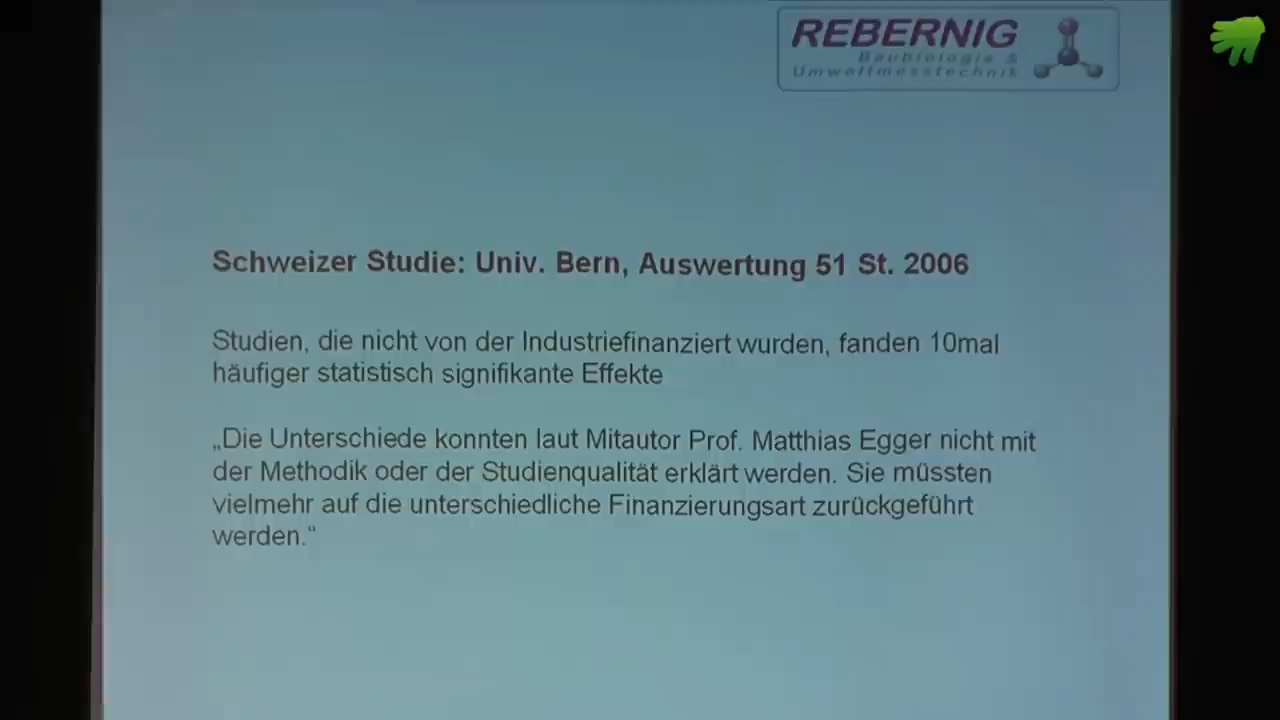 REBERNIG
Baubiologie &
Umweltmesstechnik
Schweizer Studie: Univ. Bern, Auswertung 51 St. 2006
Studien, die nicht von der Industriefinanziert wurden, fanden 10mal
häufiger statistisch signifikante Effekte
„Die Unterschiede konnten laut Mitautor Prof. Matthias Egger nicht mit
der Methodik oder der Studienqualität erklärt werden. Sie müssten
vielmehr auf die unterschiedliche Finanzierungsart zurückgeführt
werden.“